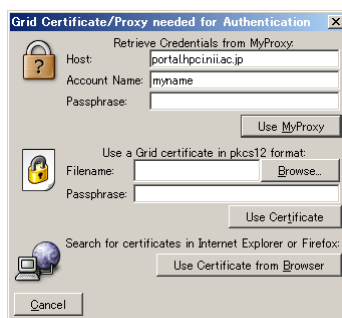 Grid Certificate/Proxy needed for Authentication
Retrieve Credentials from MyProxy:
Host: portal.hpci.nii.ac.jp
Account Name: myname
Passphrase:
Use MyProxy
Use a Grid certificate in pkcs12 format:
Filename: Browse...
Passphrase:
Use Certificate
Search for certificates in Internet Explorer or Firefox:
Use Certificate from Browser
Cancel